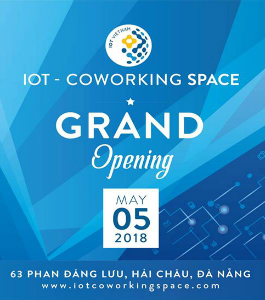 IOT VIETNAM
IOT - COWORKING SPACE
GRAND
Opening
MAY
05
2018
63 PHAN ĐĂNG LƯU, HẢI CHÂU, ĐÀ NẴNG
www.iotcoworkingspace.com